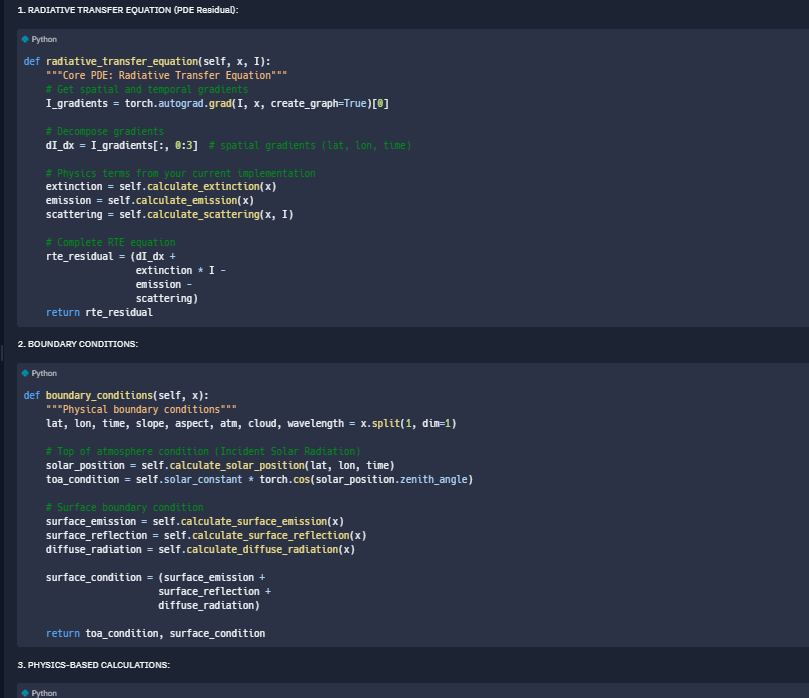 1. RADIATIVE TRANSFER EQUATION (PDE Residual):
Python
def radiative_transfer_equation(self, x, I):
    """Core PDE: Radiative Transfer Equation"""
    # Get spatial and temporal gradients
    I_gradients = torch.autograd.grad(I, x, create_graph=True)[0]
    # Decompose gradients
    dI_dx = I_gradients[:, 0:3]  # spatial gradients (lat, lon, time)
    # Physics terms from your current implementation
    extinction = self.calculate_extinction(x)
    emission = self.calculate_emission(x)
    scattering = self.calculate_scattering(x, I)
    # Complete RTE equation
    rte_residual = (dI_dx +
                    extinction * I -
                    emission -
                    scattering)
    return rte_residual
2. BOUNDARY CONDITIONS:
Python
def boundary_conditions(self, x):
    """Physical boundary conditions"""
    lat, lon, time, slope, aspect, atm, cloud, wavelength = x.split(1, dim=1)
    # Top of atmosphere condition (Incident Solar Radiation)
    solar_position = self.calculate_solar_position(lat, lon, time)
    toa_condition = self.solar_constant * torch.cos(solar_position.zenith_angle)
    # Surface boundary condition
    surface_emission = self.calculate_surface_emission(x)
    surface_reflection = self.calculate_surface_reflection(x)
    diffuse_radiation = self.calculate_diffuse_radiation(x)
    surface_condition = (surface_emission +
                        surface_reflection +
                        diffuse_radiation)
    return toa_condition, surface_condition
3. PHYSICS-BASED CALCULATIONS:
Python